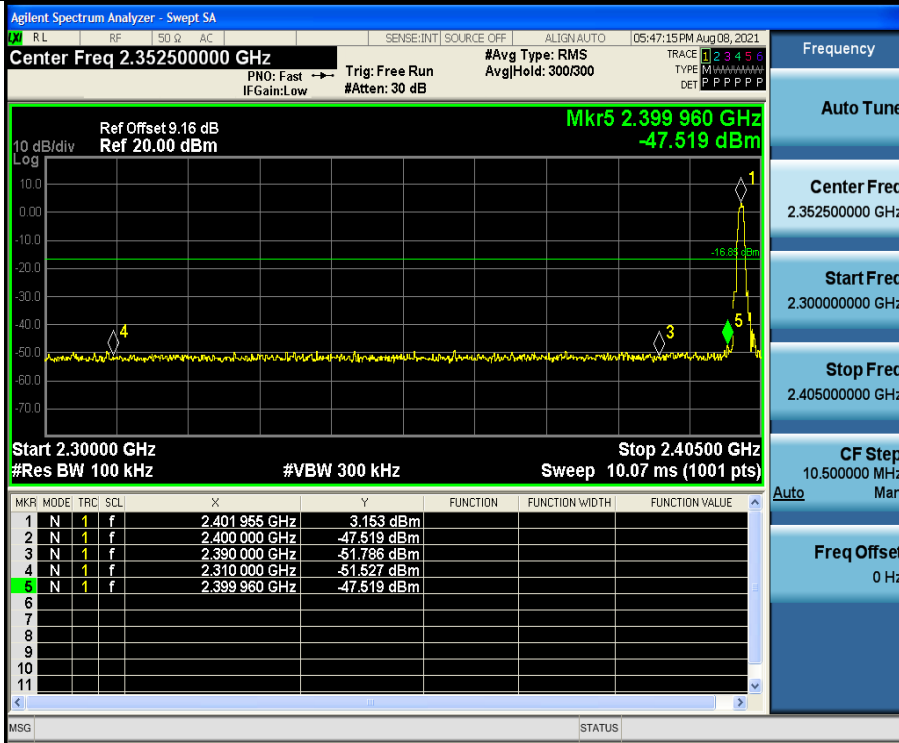 Agilent Spectrum Analyzer - Swept SA
LXI RL RF 50 Ω AC SENSE:INT SOURCE OFF ALIGN AUTO 05:47:15 PM Aug 08, 2021
Center Freq 2.352500000 GHz #Avg Type: RMS TRACE 1 2 3 4 5 6
PNO: Fast Trig: Free Run Avg|Hold: 300/300 TYPE M WWWWW
IFGain:Low #Atten: 30 dB DET P P P P P P
Mkr5 2.399 960 GHz
-47.519 dBm
Ref Offset 9.16 dB
10 dB/div Ref 20.00 dBm
Log
10.0
0.00
-10.0
-20.0
-30.0
-40.0
-50.0
-60.0
-70.0
1
-16.85 dBm
4
3
5
Start 2.30000 GHz Stop 2.40500 GHz
#Res BW 100 kHz #VBW 300 kHz Sweep 10.07 ms (1001 pts)
MKR MODE TRC SCL X Y FUNCTION FUNCTION WIDTH FUNCTION VALUE
1 N 1 f 2.401 955 GHz 3.153 dBm
2 N 1 f 2.400 000 GHz -47.519 dBm
3 N 1 f 2.390 000 GHz -51.786 dBm
4 N 1 f 2.310 000 GHz -51.527 dBm
5 N 1 f 2.399 960 GHz -47.519 dBm
6
7
8
9
10
11
MSG STATUS
Frequency
Auto Tune
Center Freq
2.352500000 GHz
Start Freq
2.300000000 GHz
Stop Freq
2.405000000 GHz
CF Step
10.500000 MHz
Auto Man
Freq Offset
0 Hz